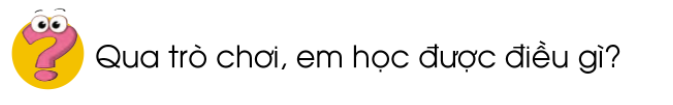 Qua trò chơi, em học được điều gì?